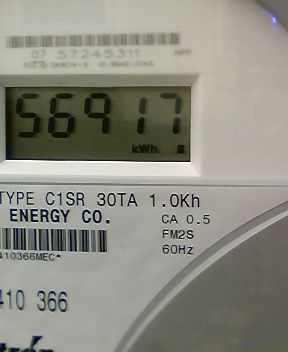 07 57245311
56917
kWh
TYPE C1SR 30TA 1.0Kh
ENERGY CO. CA 0.5
FM2S
410366MEC* 60Hz
410 366